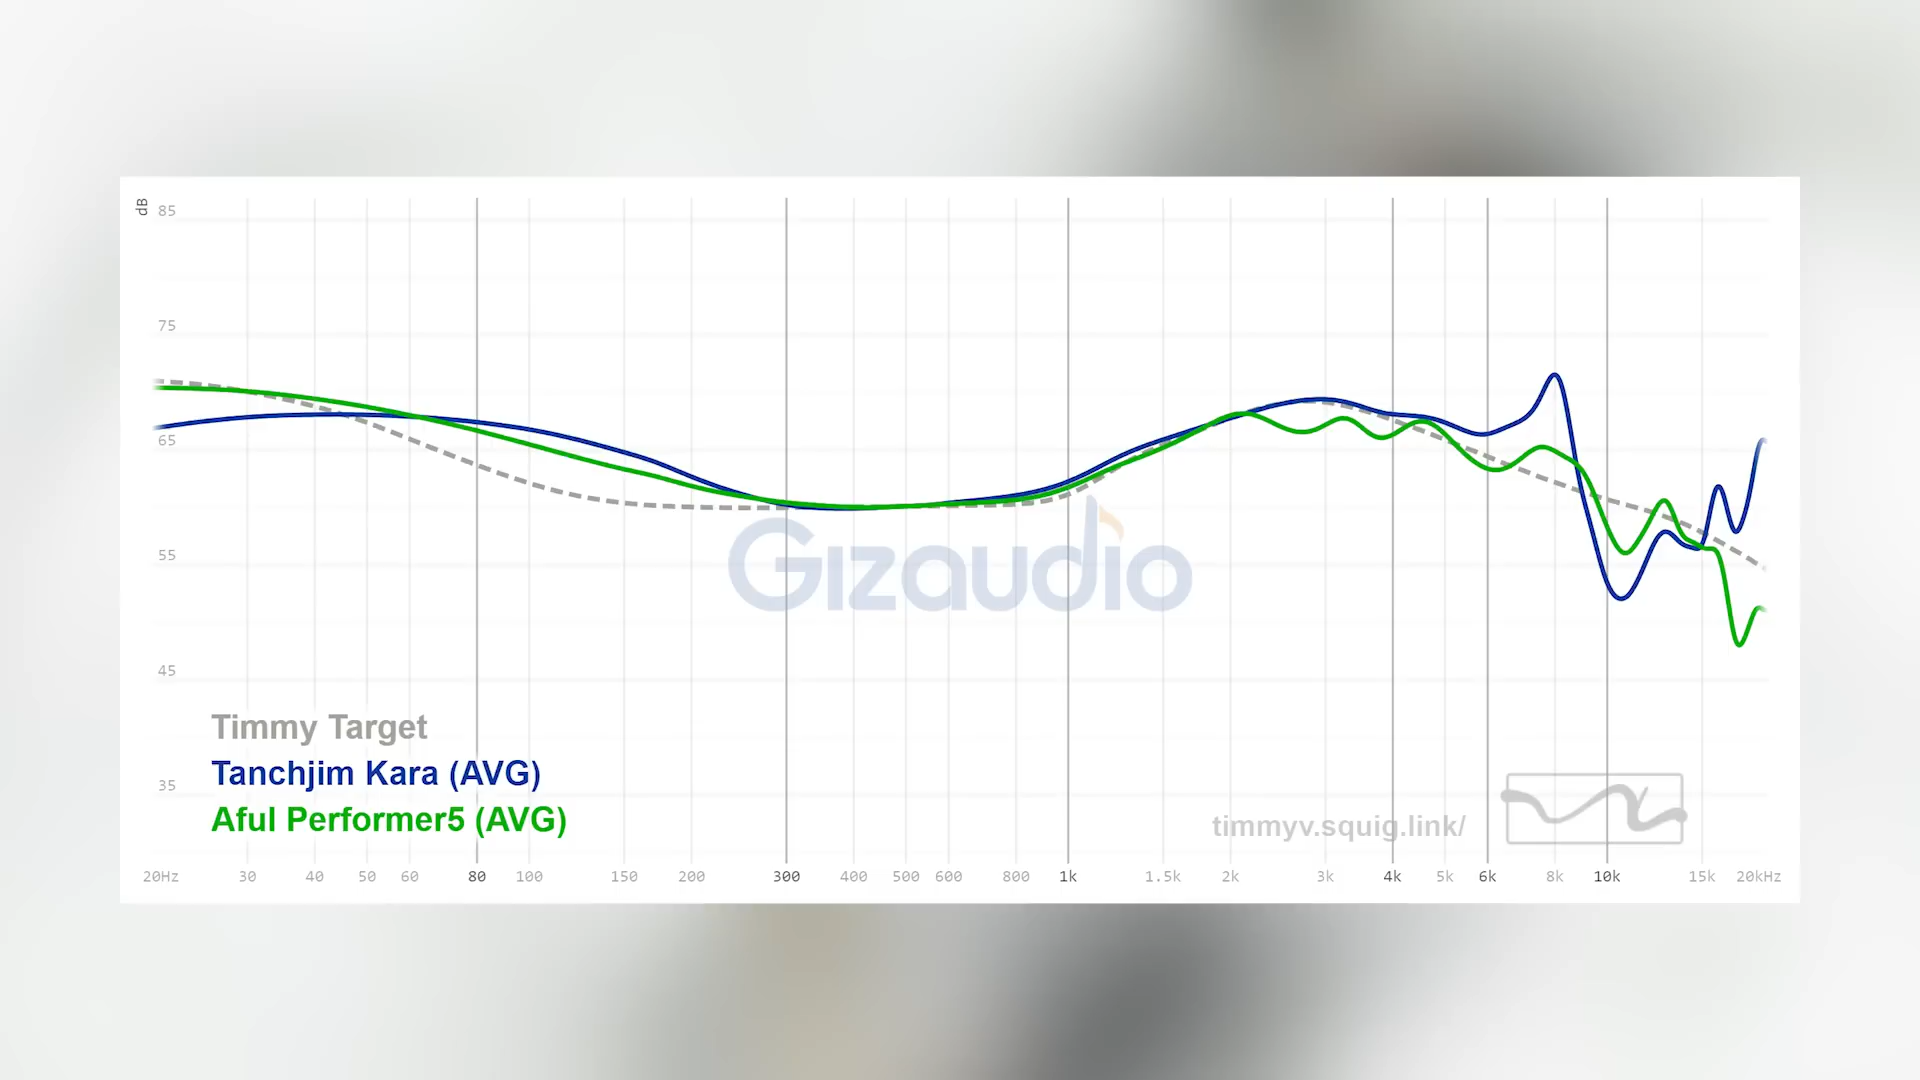 dB
85
75
65
55
45
35
Gizaudio
Timmy Target
Tanchjim Kara (AVG)
Aful Performer5 (AVG)
timmyv.squig.link/
20Hz 30 40 50 60 80 100 150 200 300 400 500 600 800 1k 1.5k 2k 3k 4k 5k 6k 8k 10k 15k 20kHz